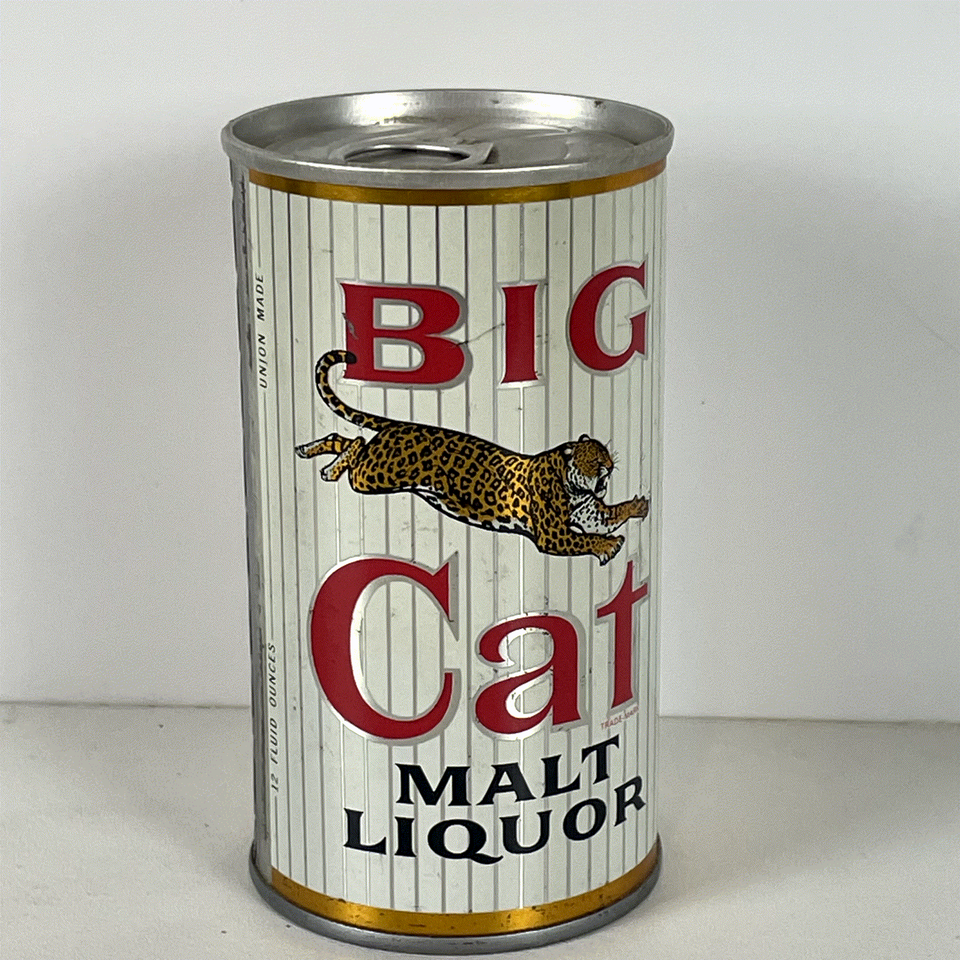 BIG
Cat
TRADE MARK
MALT
LIQUOR
UNION MADE
12 FLUID OUNCES